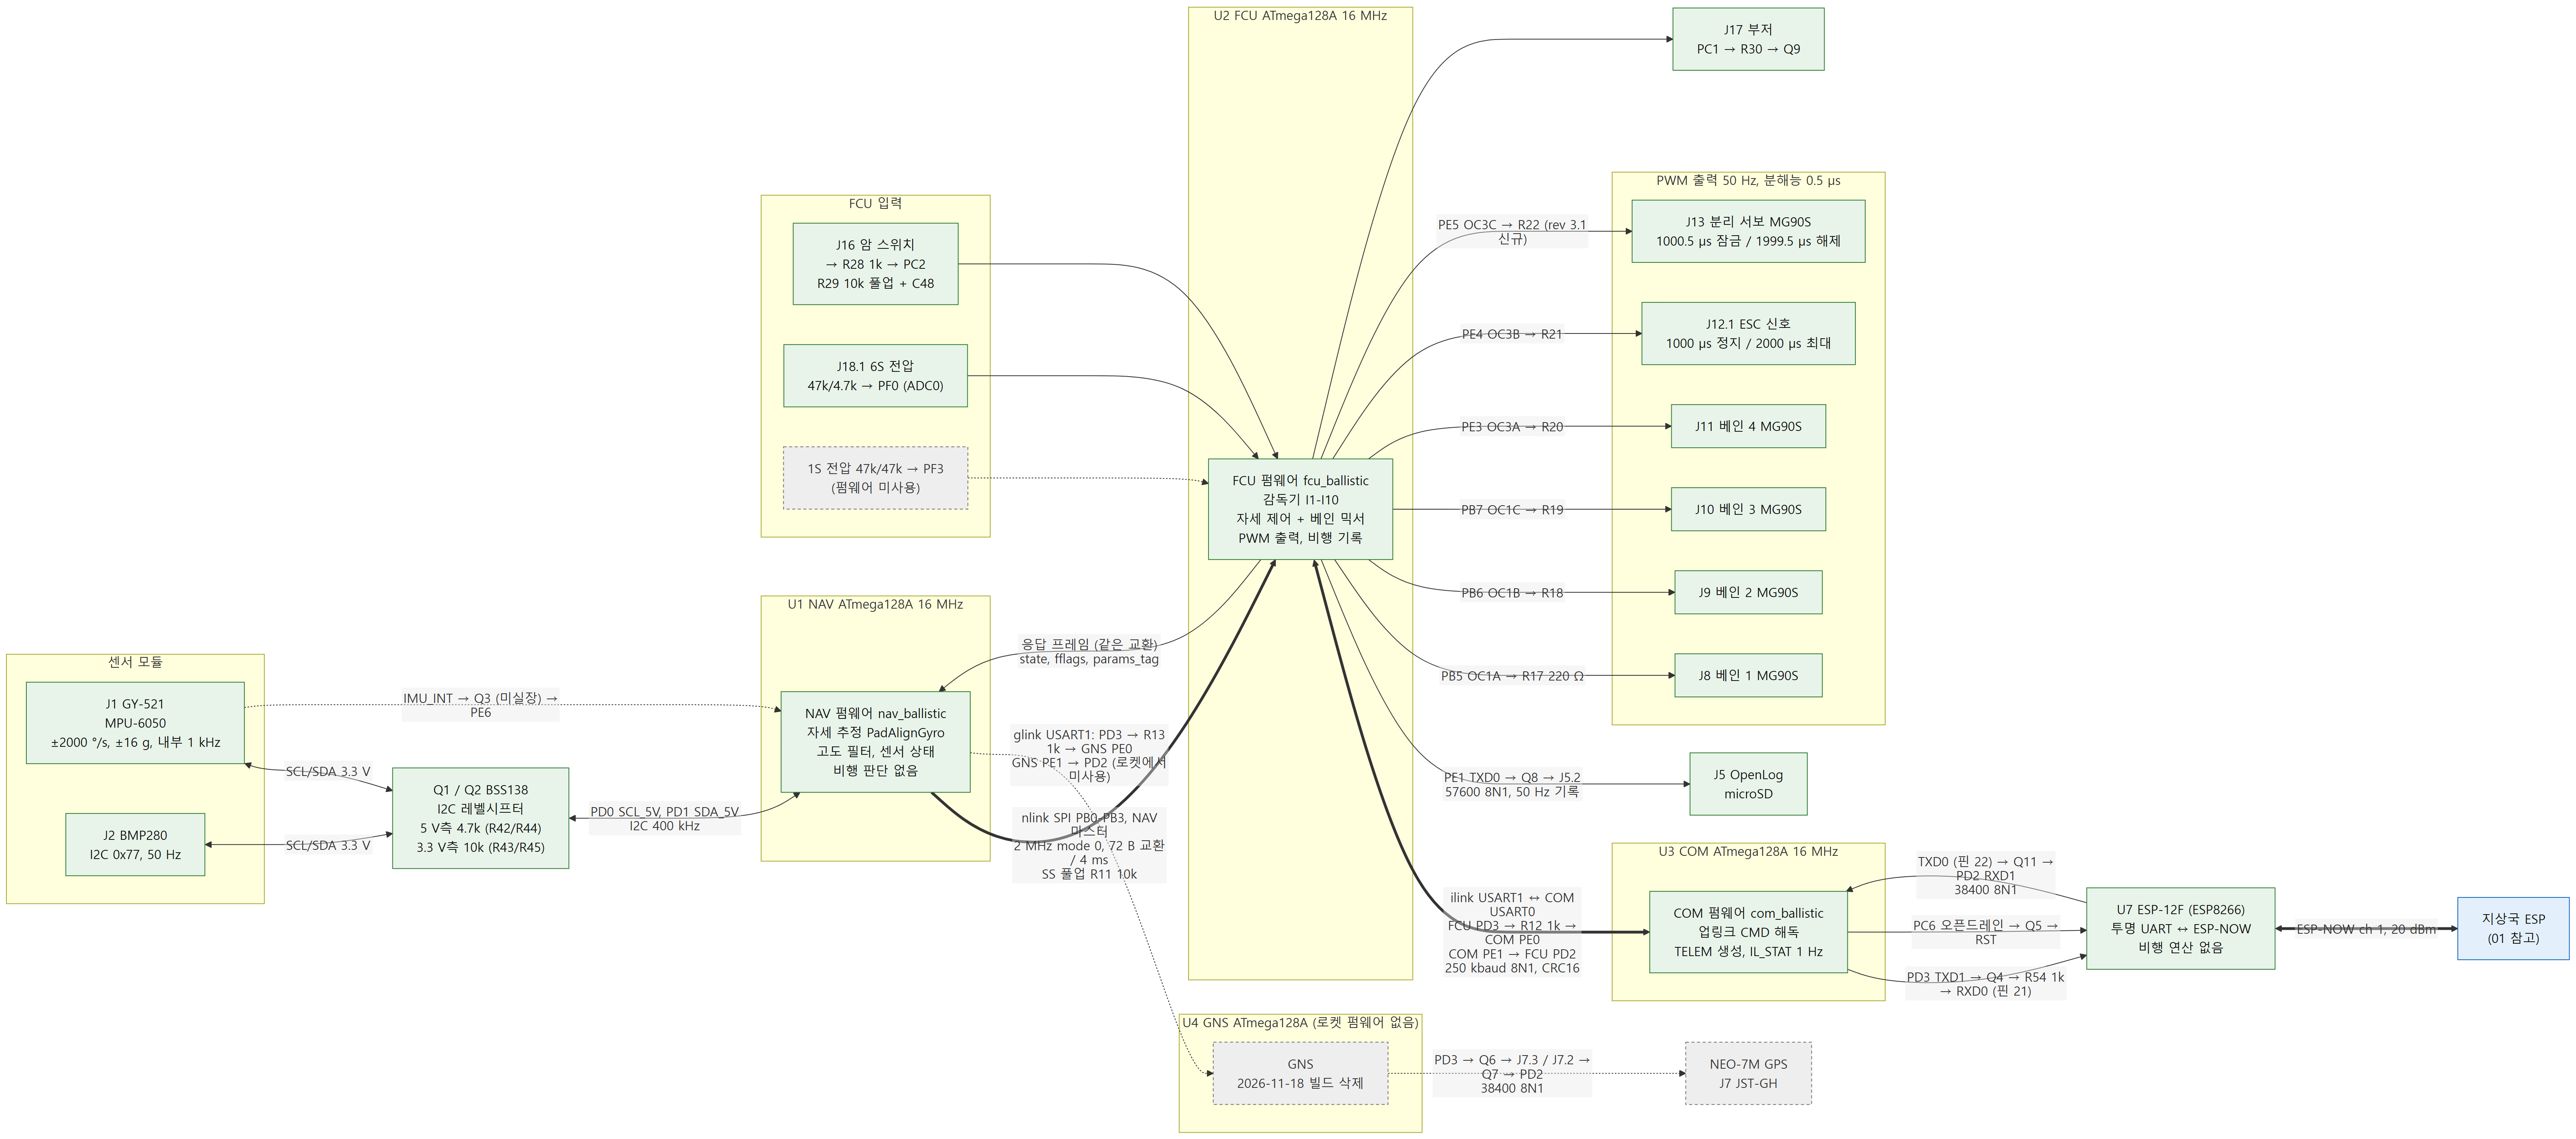 U2 FCU ATmega128A 16 MHz
J17 부저
PC1 → R30 → Q9
FCU 입력
J16 암 스위치
→ R28 1k → PC2
R29 10k 풀업 + C48
J18.1 6S 전압
47k/4.7k → PF0 (ADC0)
1S 전압 47k/47k → PF3
(펌웨어 미사용)
FCU 펌웨어 fcu_ballistic
감독기 I1-I10
자세 제어 + 베인 믹서
PWM 출력, 비행 기록
PWM 출력 50 Hz, 분해능 0.5 µs
PE5 OC3C → R22 (rev 3.1
신규)
J13 분리 서보 MG90S
1000.5 µs 잠금 / 1999.5 µs 해제
PE4 OC3B → R21
J12.1 ESC 신호
1000 µs 정지 / 2000 µs 최대
PE3 OC3A → R20
J11 베인 4 MG90S
PB7 OC1C → R19
J10 베인 3 MG90S
PB6 OC1B → R18
J9 베인 2 MG90S
PB5 OC1A → R17 220 Ω
J8 베인 1 MG90S
PE1 TXD0 → Q8 → J5.2
57600 8N1, 50 Hz 기록
J5 OpenLog
microSD
센서 모듈
J1 GY-521
MPU-6050
±2000 °/s, ±16 g, 내부 1 kHz
J2 BMP280
I2C 0x77, 50 Hz
IMU_INT → Q3 (미실장) →
PE6
SCL/SDA 3.3 V
SCL/SDA 3.3 V
Q1 / Q2 BSS138
I2C 레벨시프터
5 V측 4.7k (R42/R44)
3.3 V측 10k (R43/R45)
PD0 SCL_5V, PD1 SDA_5V
I2C 400 kHz
U1 NAV ATmega128A 16 MHz
NAV 펌웨어 nav_ballistic
자세 추정 PadAlignGyro
고도 필터, 센서 상태
비행 판단 없음
응답 프레임 (같은 교환)
state, fflags, params_tag
glink USART1: PD3 → R13
1k → GNS PE0
GNS PE1 → PD2 (로켓에서
미사용)
nlink SPI PB0-PB3, NAV
마스터
2 MHz mode 0, 72 B 교환
/ 4 ms
SS 풀업 R11 10k
ilink USART1 ↔ COM
USART0
FCU PD3 → R12 1k →
COM PE0
COM PE1 → FCU PD2
250 kbaud 8N1, CRC16
U3 COM ATmega128A 16 MHz
COM 펌웨어 com_ballistic
업링크 CMD 해독
TELEM 생성, IL_STAT 1 Hz
TXD0 (핀 22) → Q11 →
PD2 RXD1
38400 8N1
PC6 오픈드레인 → Q5 →
RST
PD3 TXD1 → Q4 → R54 1k
→ RXD0 (핀 21)
U7 ESP-12F (ESP8266)
투명 UART ↔ ESP-NOW
비행 연산 없음
ESP-NOW ch 1, 20 dBm
지상국 ESP
(01 참고)
U4 GNS ATmega128A (로켓 펌웨어 없음)
GNS
2026-11-18 빌드 삭제
PD3 → Q6 → J7.3 / J7.2 →
Q7 → PD2
38400 8N1
NEO-7M GPS
J7 JST-GH